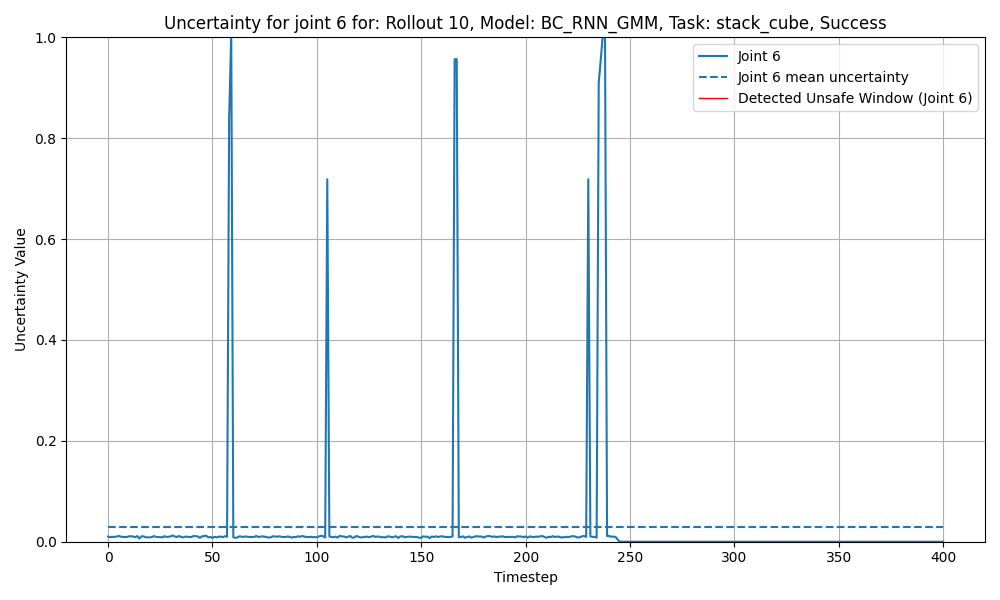 Uncertainty for joint 6 for: Rollout 10, Model: BC_RNN_GMM, Task: stack_cube, Success
Joint 6
Joint 6 mean uncertainty
Detected Unsafe Window (Joint 6)
Uncertainty Value
1.0
0.8
0.6
0.4
0.2
0.0
0 50 100 150 200 250 300 350 400
Timestep